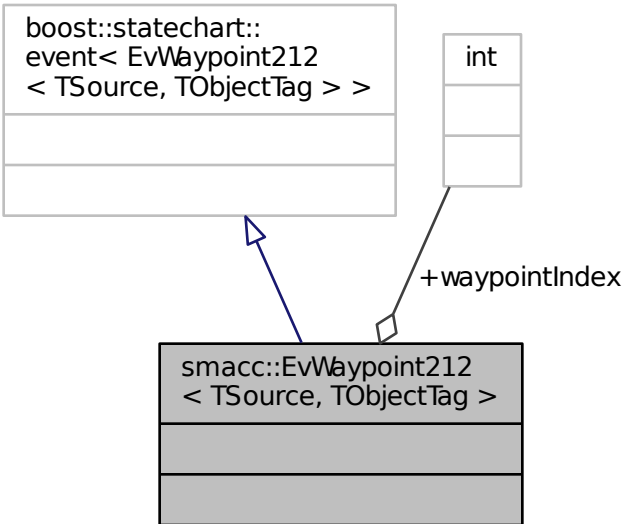 boost::statechart::
event< EvWaypoint212
< TSource, TObjectTag > >
int
+waypointIndex
smacc::EvWaypoint212
< TSource, TObjectTag >